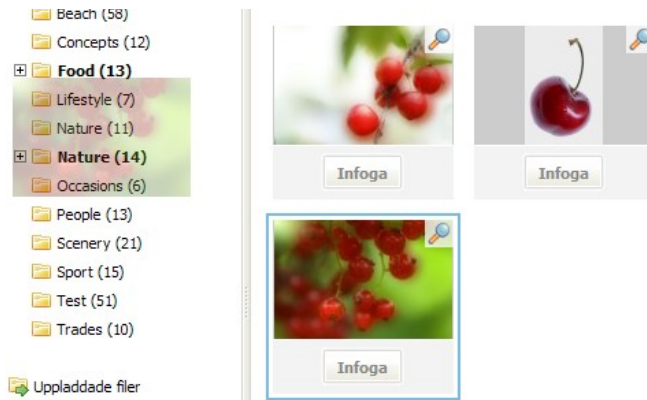 Beach (58)
Concepts (12)
Food (13)
Lifestyle (7)
Nature (11)
Nature (14)
Occasions (6)
People (13)
Scenery (21)
Sport (15)
Test (51)
Trades (10)
Uppladdade filer
Infoga
Infoga
Infoga